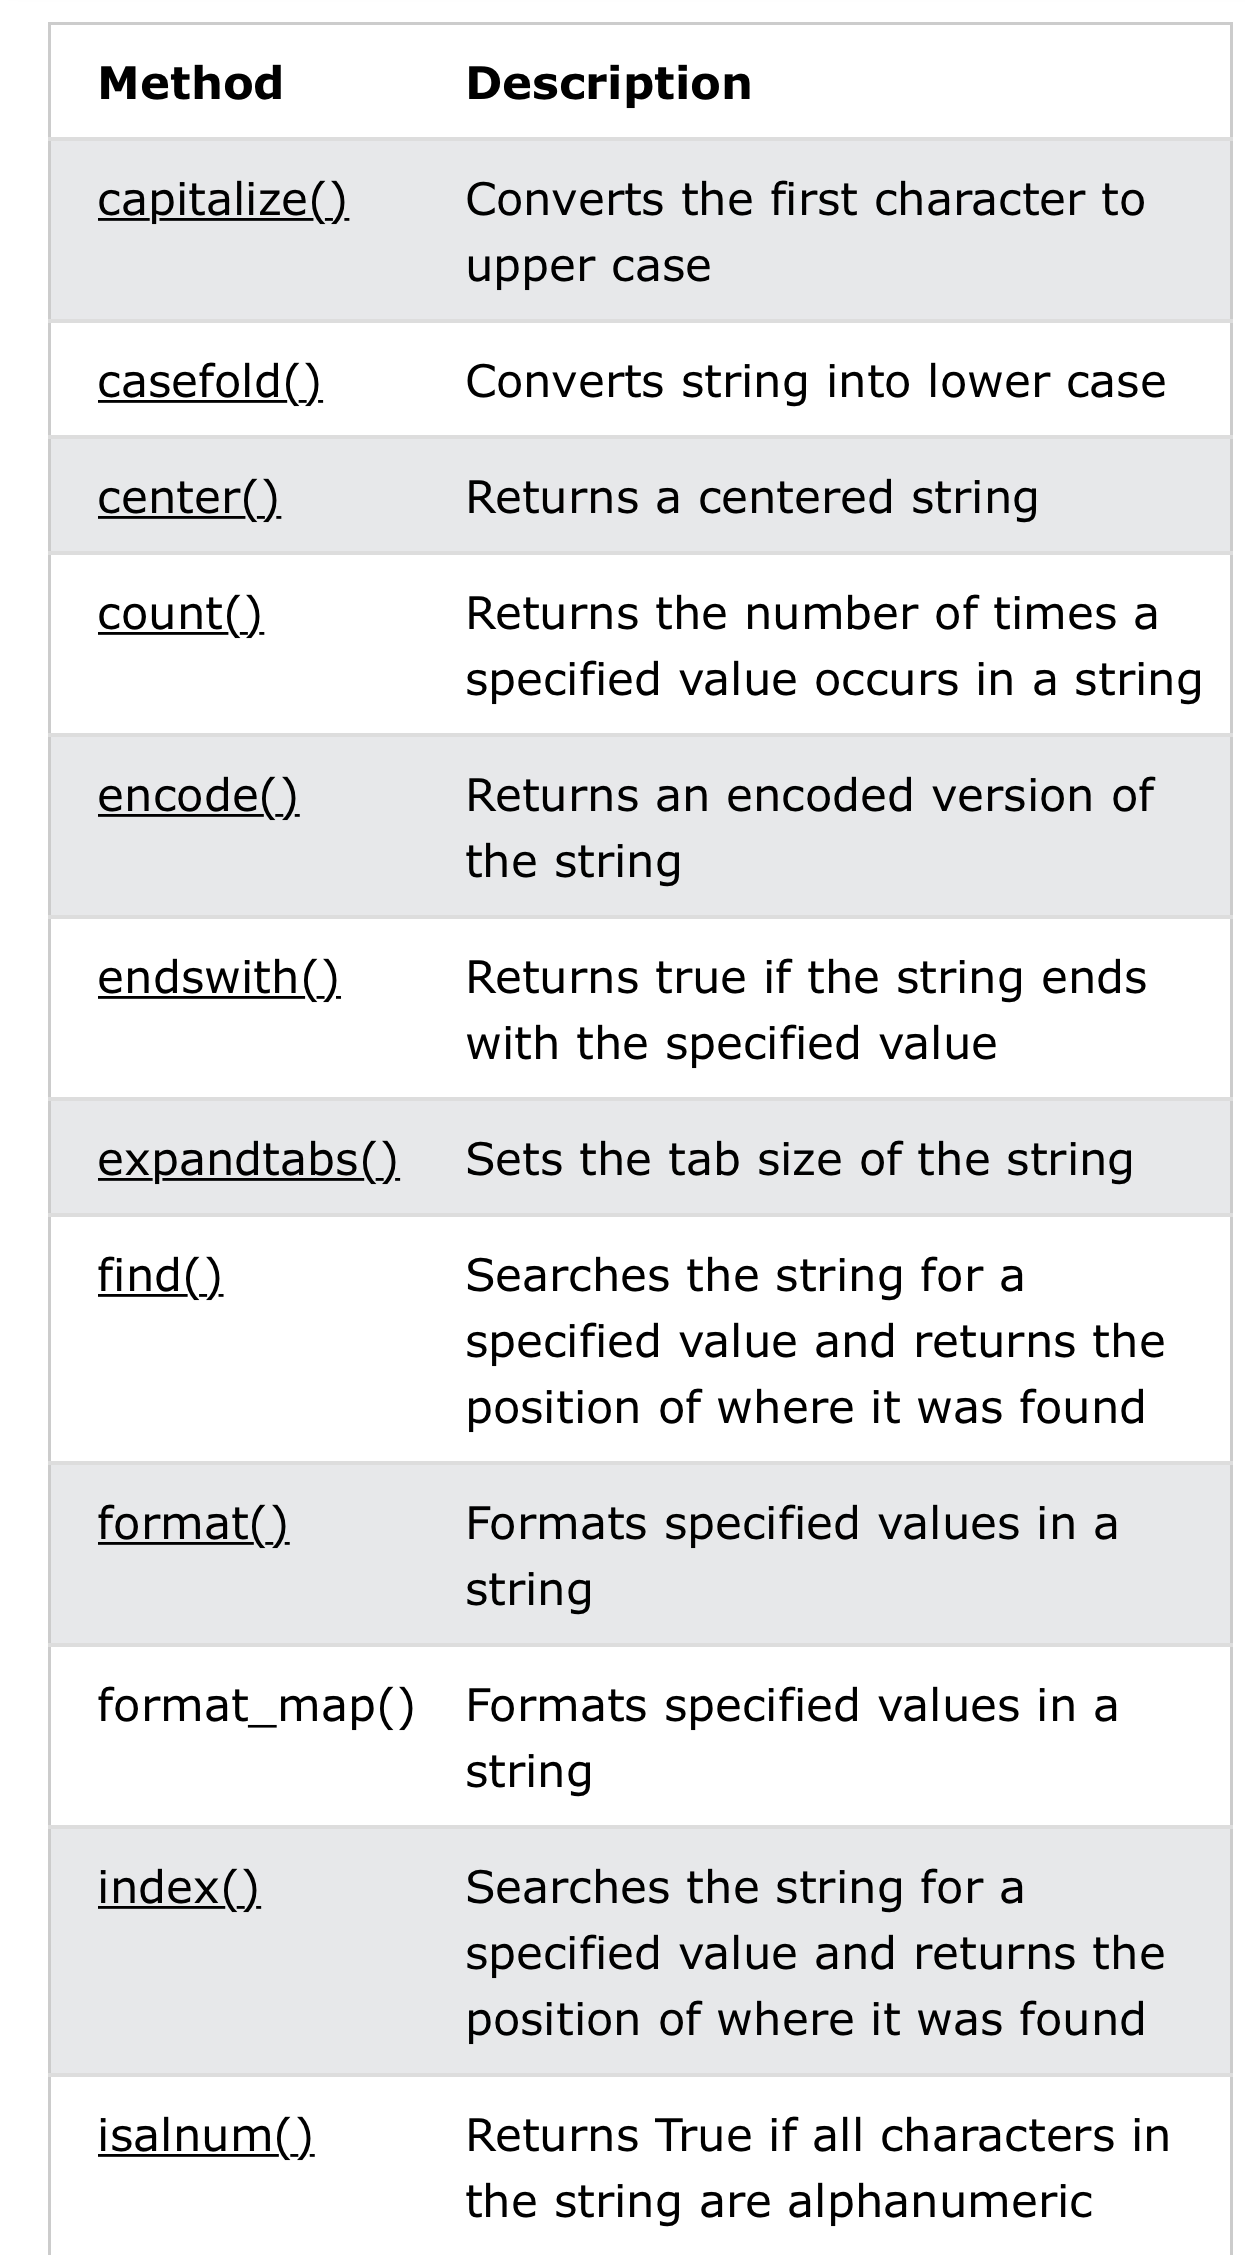 Method Description
capitalize() Converts the first character to
upper case
casefold() Converts string into lower case
center() Returns a centered string
count() Returns the number of times a
specified value occurs in a string
encode() Returns an encoded version of
the string
endswith() Returns true if the string ends
with the specified value
expandtabs() Sets the tab size of the string
find() Searches the string for a
specified value and returns the
position of where it was found
format() Formats specified values in a
string
format_map() Formats specified values in a
string
index() Searches the string for a
specified value and returns the
position of where it was found
isalnum() Returns True if all characters in
the string are alphanumeric